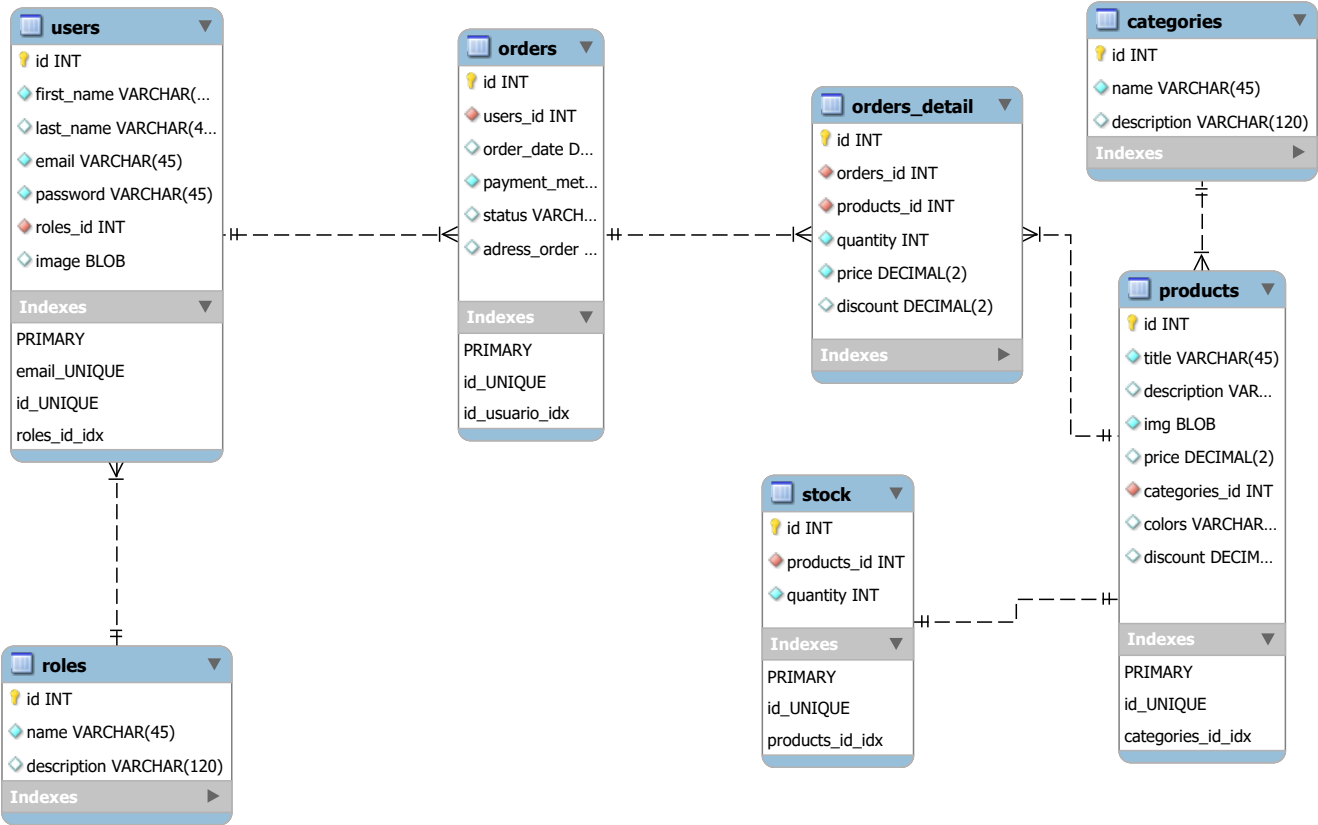 users
id INT
first_name VARCHAR(...
last_name VARCHAR(4...
email VARCHAR(45)
password VARCHAR(45)
roles_id INT
image BLOB
Indexes
PRIMARY
email_UNIQUE
id_UNIQUE
roles_id_idx
orders
id INT
users_id INT
order_date D...
payment_met...
status VARCH...
adress_order ...
Indexes
PRIMARY
id_UNIQUE
id_usuario_idx
orders_detail
id INT
orders_id INT
products_id INT
quantity INT
price DECIMAL(2)
discount DECIMAL(2)
Indexes
categories
id INT
name VARCHAR(45)
description VARCHAR(120)
Indexes
products
id INT
title VARCHAR(45)
description VAR...
img BLOB
price DECIMAL(2)
categories_id INT
colors VARCHAR...
discount DECIM...
Indexes
PRIMARY
id_UNIQUE
categories_id_idx
stock
id INT
products_id INT
quantity INT
Indexes
PRIMARY
id_UNIQUE
products_id_idx
roles
id INT
name VARCHAR(45)
description VARCHAR(120)
Indexes